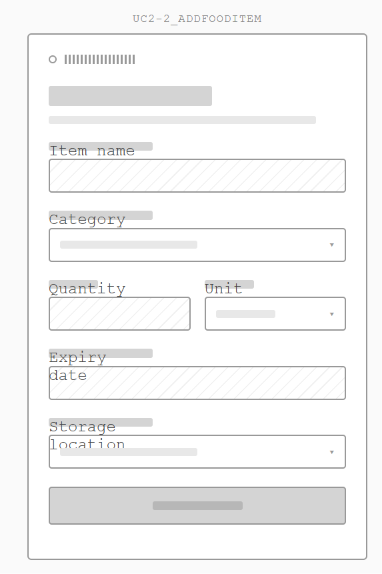 UC2-2_ADDFOODITEM
Item name
Category
Quantity
Unit
Expiry
date
Storage
location